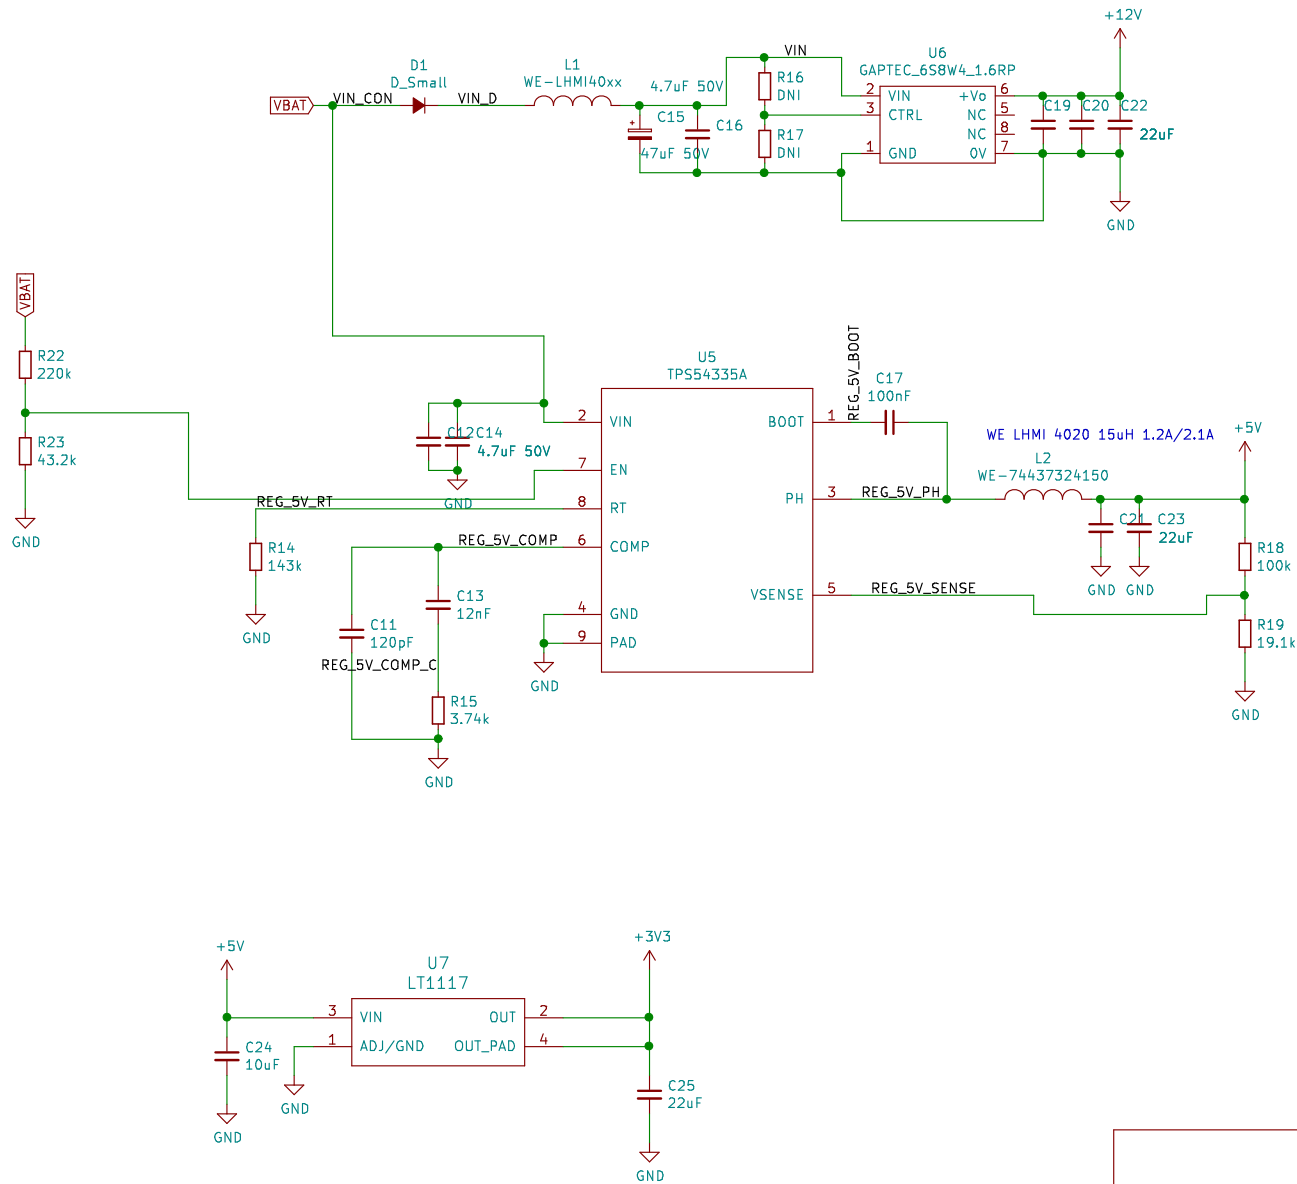 +12V
VBAT
VIN_CON
D1
D_Small
VIN_D
L1
WE-LHMI40xx
4.7uF 50V
C15
47uF 50V
C16
VIN
R16
DNI
R17
DNI
U6
GAPTEC_6S8W4_1.6RP
2
VIN
3
CTRL
1
GND
+Vo
6
NC
5
NC
8
0V
7
C19
C20
C22
22uF
GND
VBAT
R22
220k
R23
43.2k
GND
U5
TPS54335A
2
VIN
7
EN
8
RT
6
COMP
4
GND
9
PAD
BOOT
1
PH
3
VSENSE
5
C12
C14
4.7uF 50V
GND
REG_5V_RT
R14
143k
GND
REG_5V_COMP
C13
12nF
C11
120pF
REG_5V_COMP_C
R15
3.74k
GND
GND
REG_5V_BOOT
C17
100nF
REG_5V_PH
WE LHMI 4020 15uH 1.2A/2.1A
L2
WE-74437324150
+5V
C21
C23
22uF
GND
GND
REG_5V_SENSE
R18
100k
R19
19.1k
GND
+5V
C24
10uF
GND
U7
LT1117
3
VIN
1
ADJ/GND
OUT
2
OUT_PAD
4
GND
+3V3
C25
22uF
GND